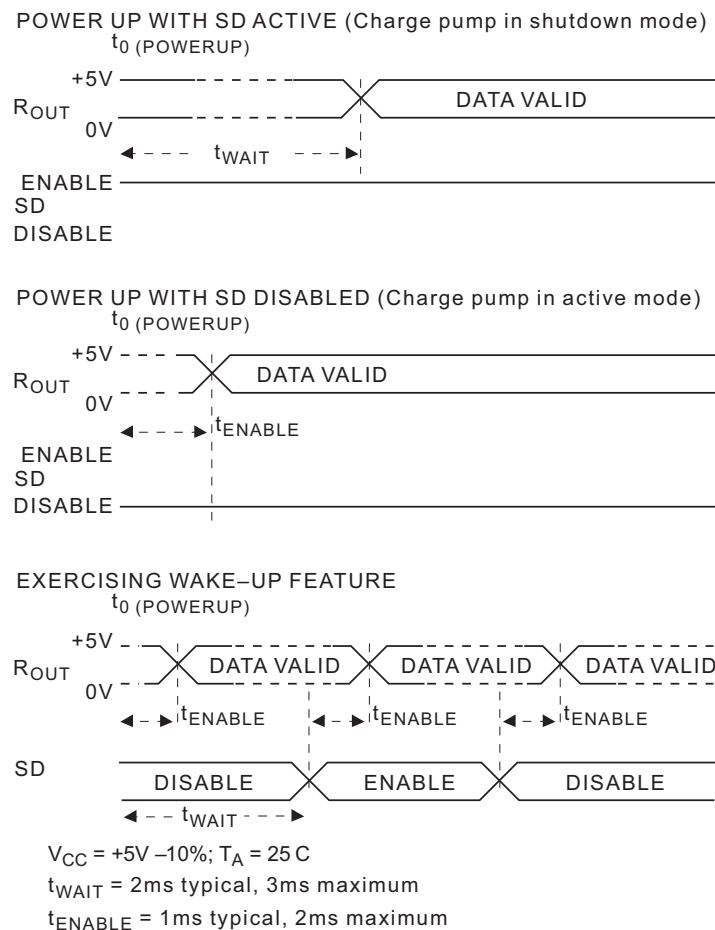 POWER UP WITH SD ACTIVE (Charge pump in shutdown mode)
t0 (POWERUP)
+5V
ROUT
DATA VALID
0V
tWAIT
ENABLE
SD
DISABLE
POWER UP WITH SD DISABLED (Charge pump in active mode)
t0 (POWERUP)
+5V
ROUT
DATA VALID
0V
tENABLE
ENABLE
SD
DISABLE
EXERCISING WAKE–UP FEATURE
t0 (POWERUP)
+5V
ROUT
DATA VALID DATA VALID DATA VALID
0V
tENABLE tENABLE tENABLE
SD
DISABLE ENABLE DISABLE
tWAIT
VCC = +5V –10%; TA = 25 C
tWAIT = 2ms typical, 3ms maximum
tENABLE = 1ms typical, 2ms maximum